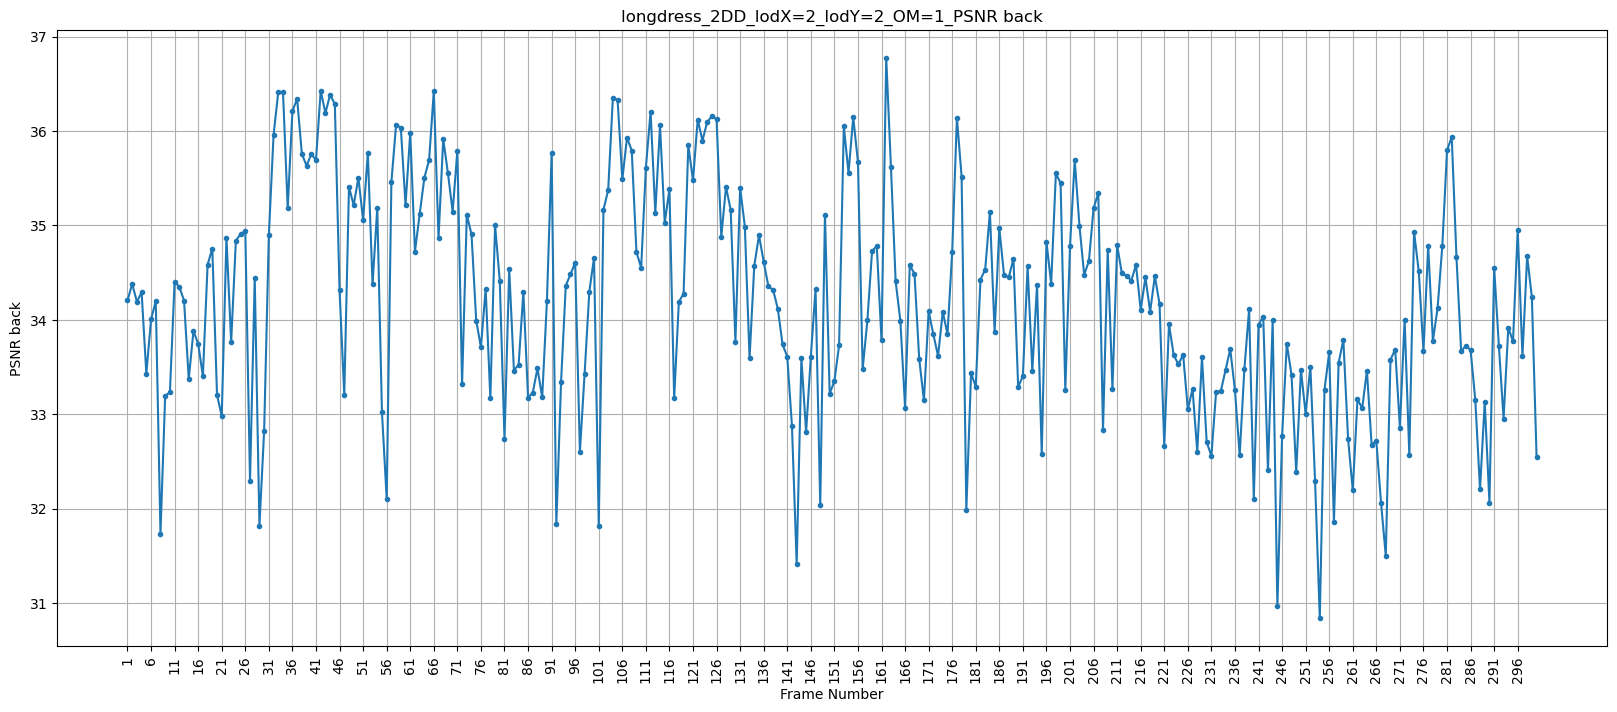 longdress_2DD_lodX=2_lodY=2_OM=1_PSNR back
37
36
35
34
33
32
31
PSNR back
1 6 11 16 21 26 31 36 41 46 51 56 61 66 71 76 81 86 91 96 101 106 111 116 121 126 131 136 141 146 151 156 161 166 171 176 181 186 191 196 201 206 211 216 221 226 231 236 241 246 251 256 261 266 271 276 281 286 291 296
Frame Number